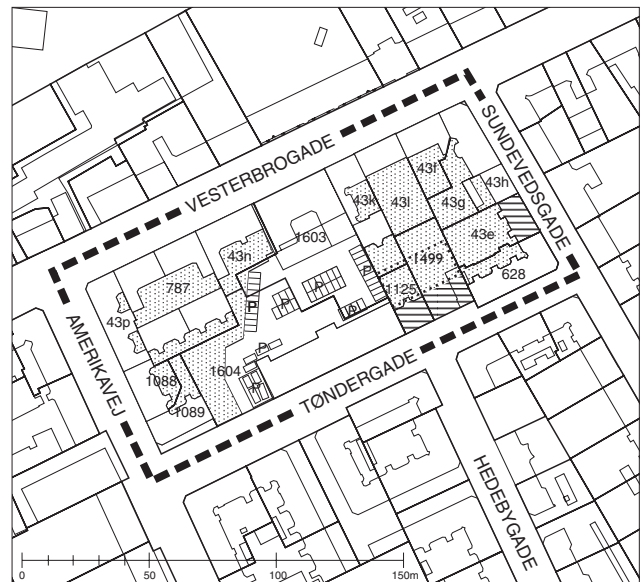 VESTERBROGADE
SUNDEVEDSGADE
43f
43k
43l
43g
43h
43e
1603
43n
1499
628
787
P
P
P
P
1125
P
43p
P
1088
1604
P
1089
AMERIKAVEJ
TØNDERGADE
HEDEBYGADE
0
50
100
150m